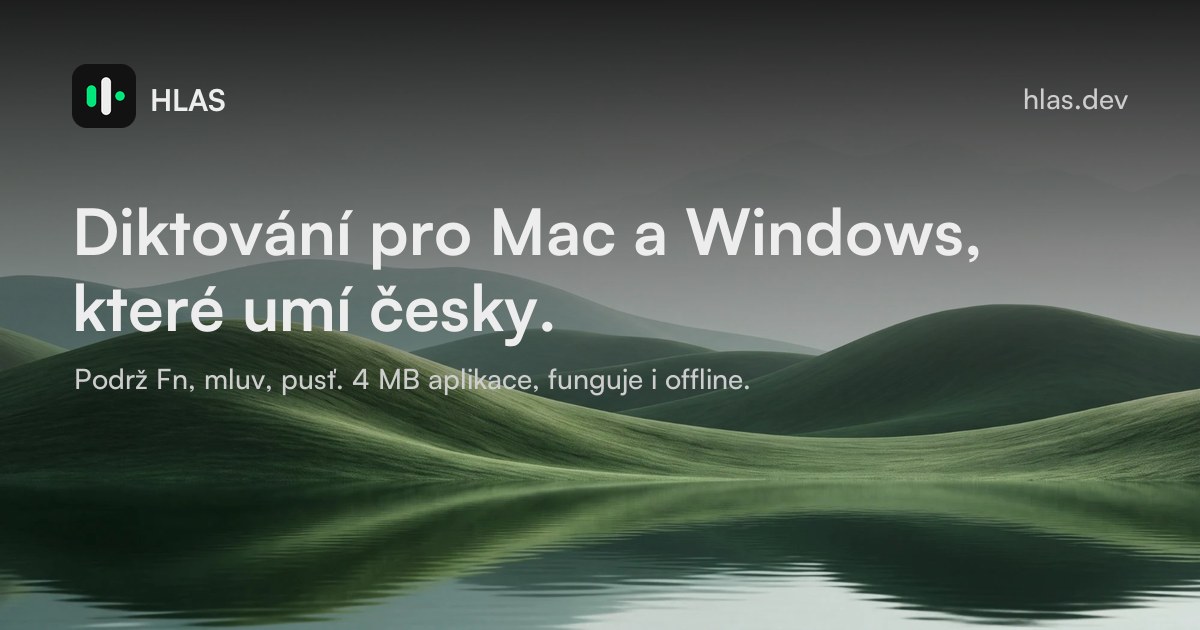 HLAS
hlas.dev
Diktování pro Mac a Windows,
které umí česky.
Podrž Fn, mluv, pusť. 4 MB aplikace, funguje i offline.